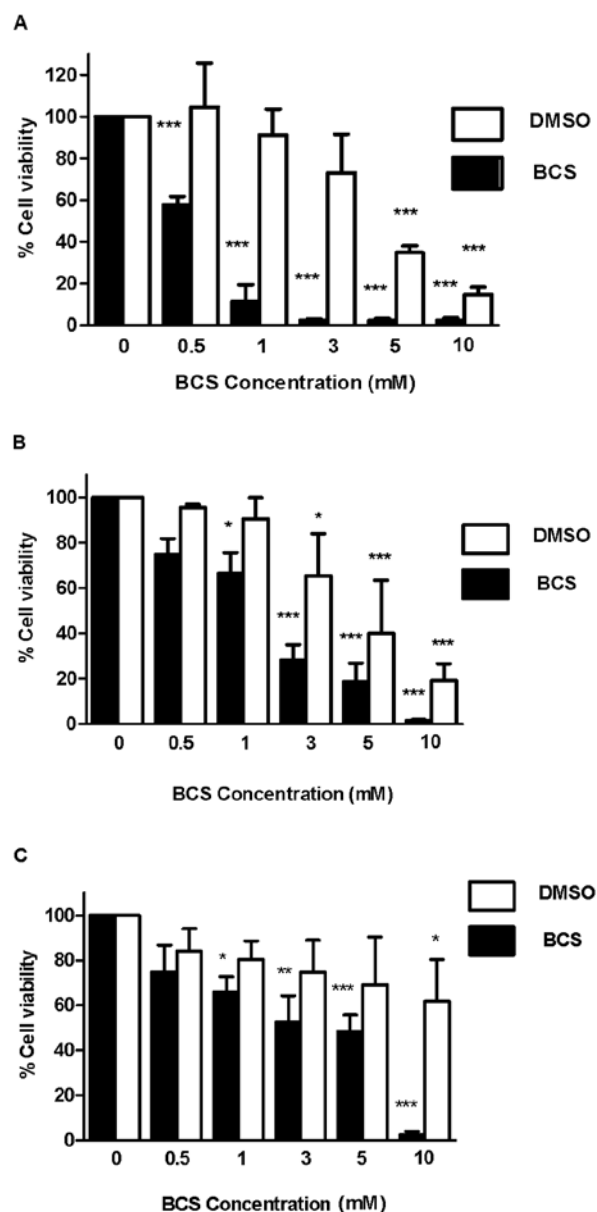 A
120
100
80
60
40
20
0
% Cell viability
***
***
***
***
***
***
***
DMSO
BCS
0 0.5 1 3 5 10
BCS Concentration (mM)
B
100
80
60
40
20
0
% Cell viability
*
***
*
***
***
***
***
DMSO
BCS
0 0.5 1 3 5 10
BCS Concentration (mM)
C
100
80
60
40
20
0
% Cell viability
*
**
***
***
*
DMSO
BCS
0 0.5 1 3 5 10
BCS Concentration (mM)